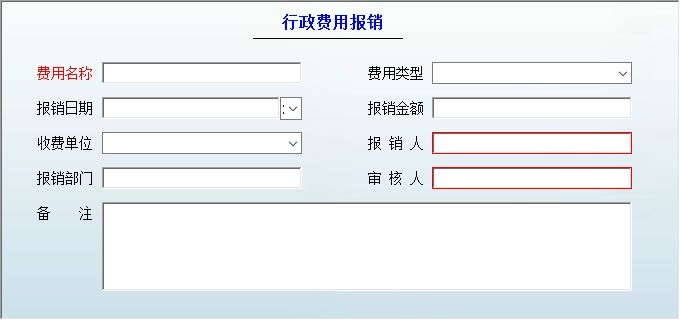 行政费用报销
费用名称 费用类型
报销日期 报销金额
收费单位 报 销 人
报销部门 审 核 人
备 注